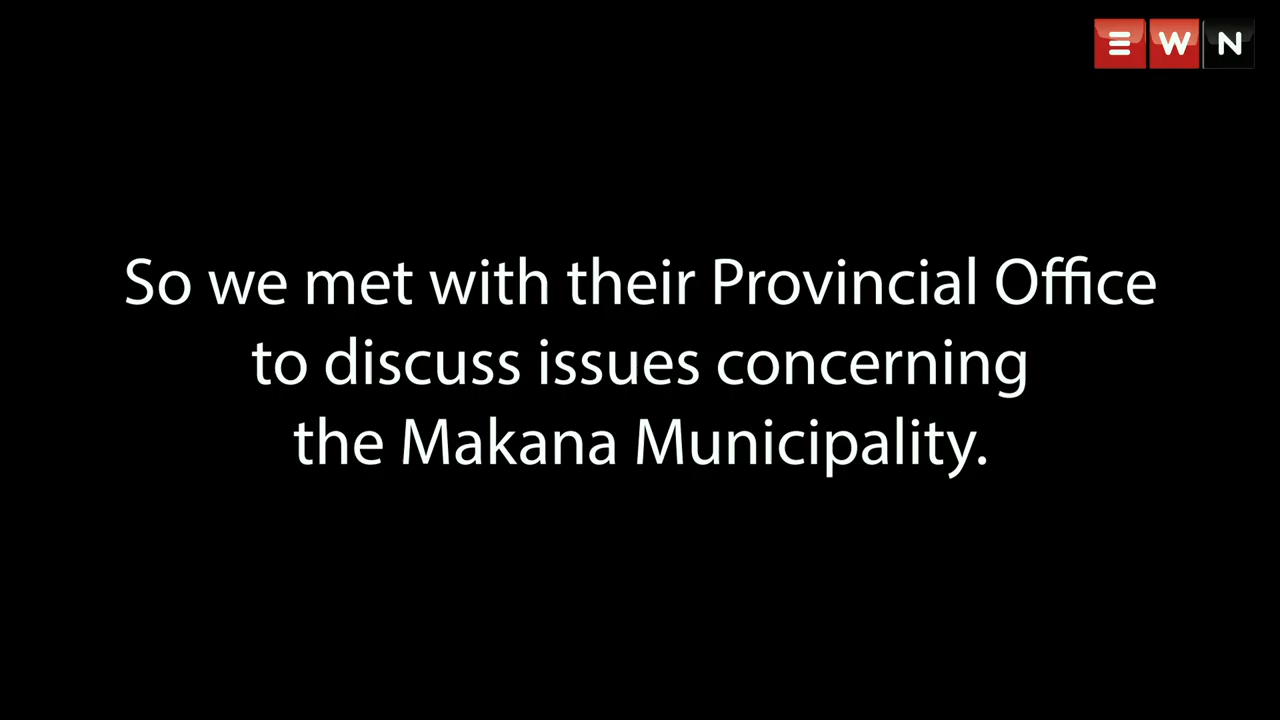 EWN
So we met with their Provincial Office
to discuss issues concerning
the Makana Municipality.